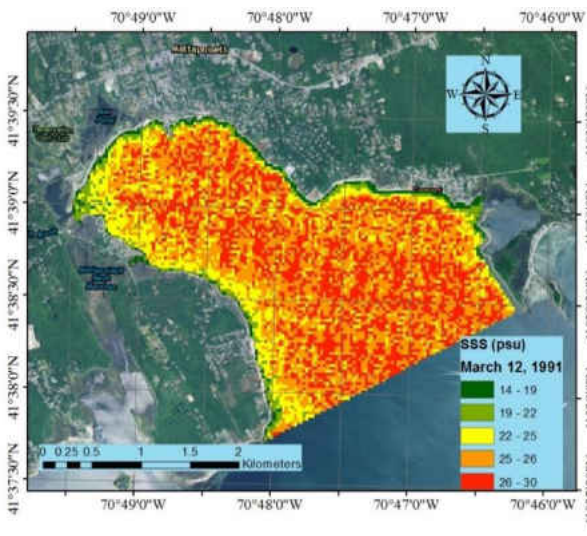 70°49'0"W 70°48'0"W 70°47'0"W 70°46'0"W
Mattapoisett
N
W E
S
41°39'30"N
41°39'0"N
41°38'30"N
41°38'0"N
41°37'30"N
SSS (psu)
March 12, 1991
14 - 19
19 - 22
22 - 25
25 - 26
26 - 30
0 0.25 0.5 1 1.5 2
Kilometers
70°49'0"W 70°48'0"W 70°47'0"W 70°46'0"W